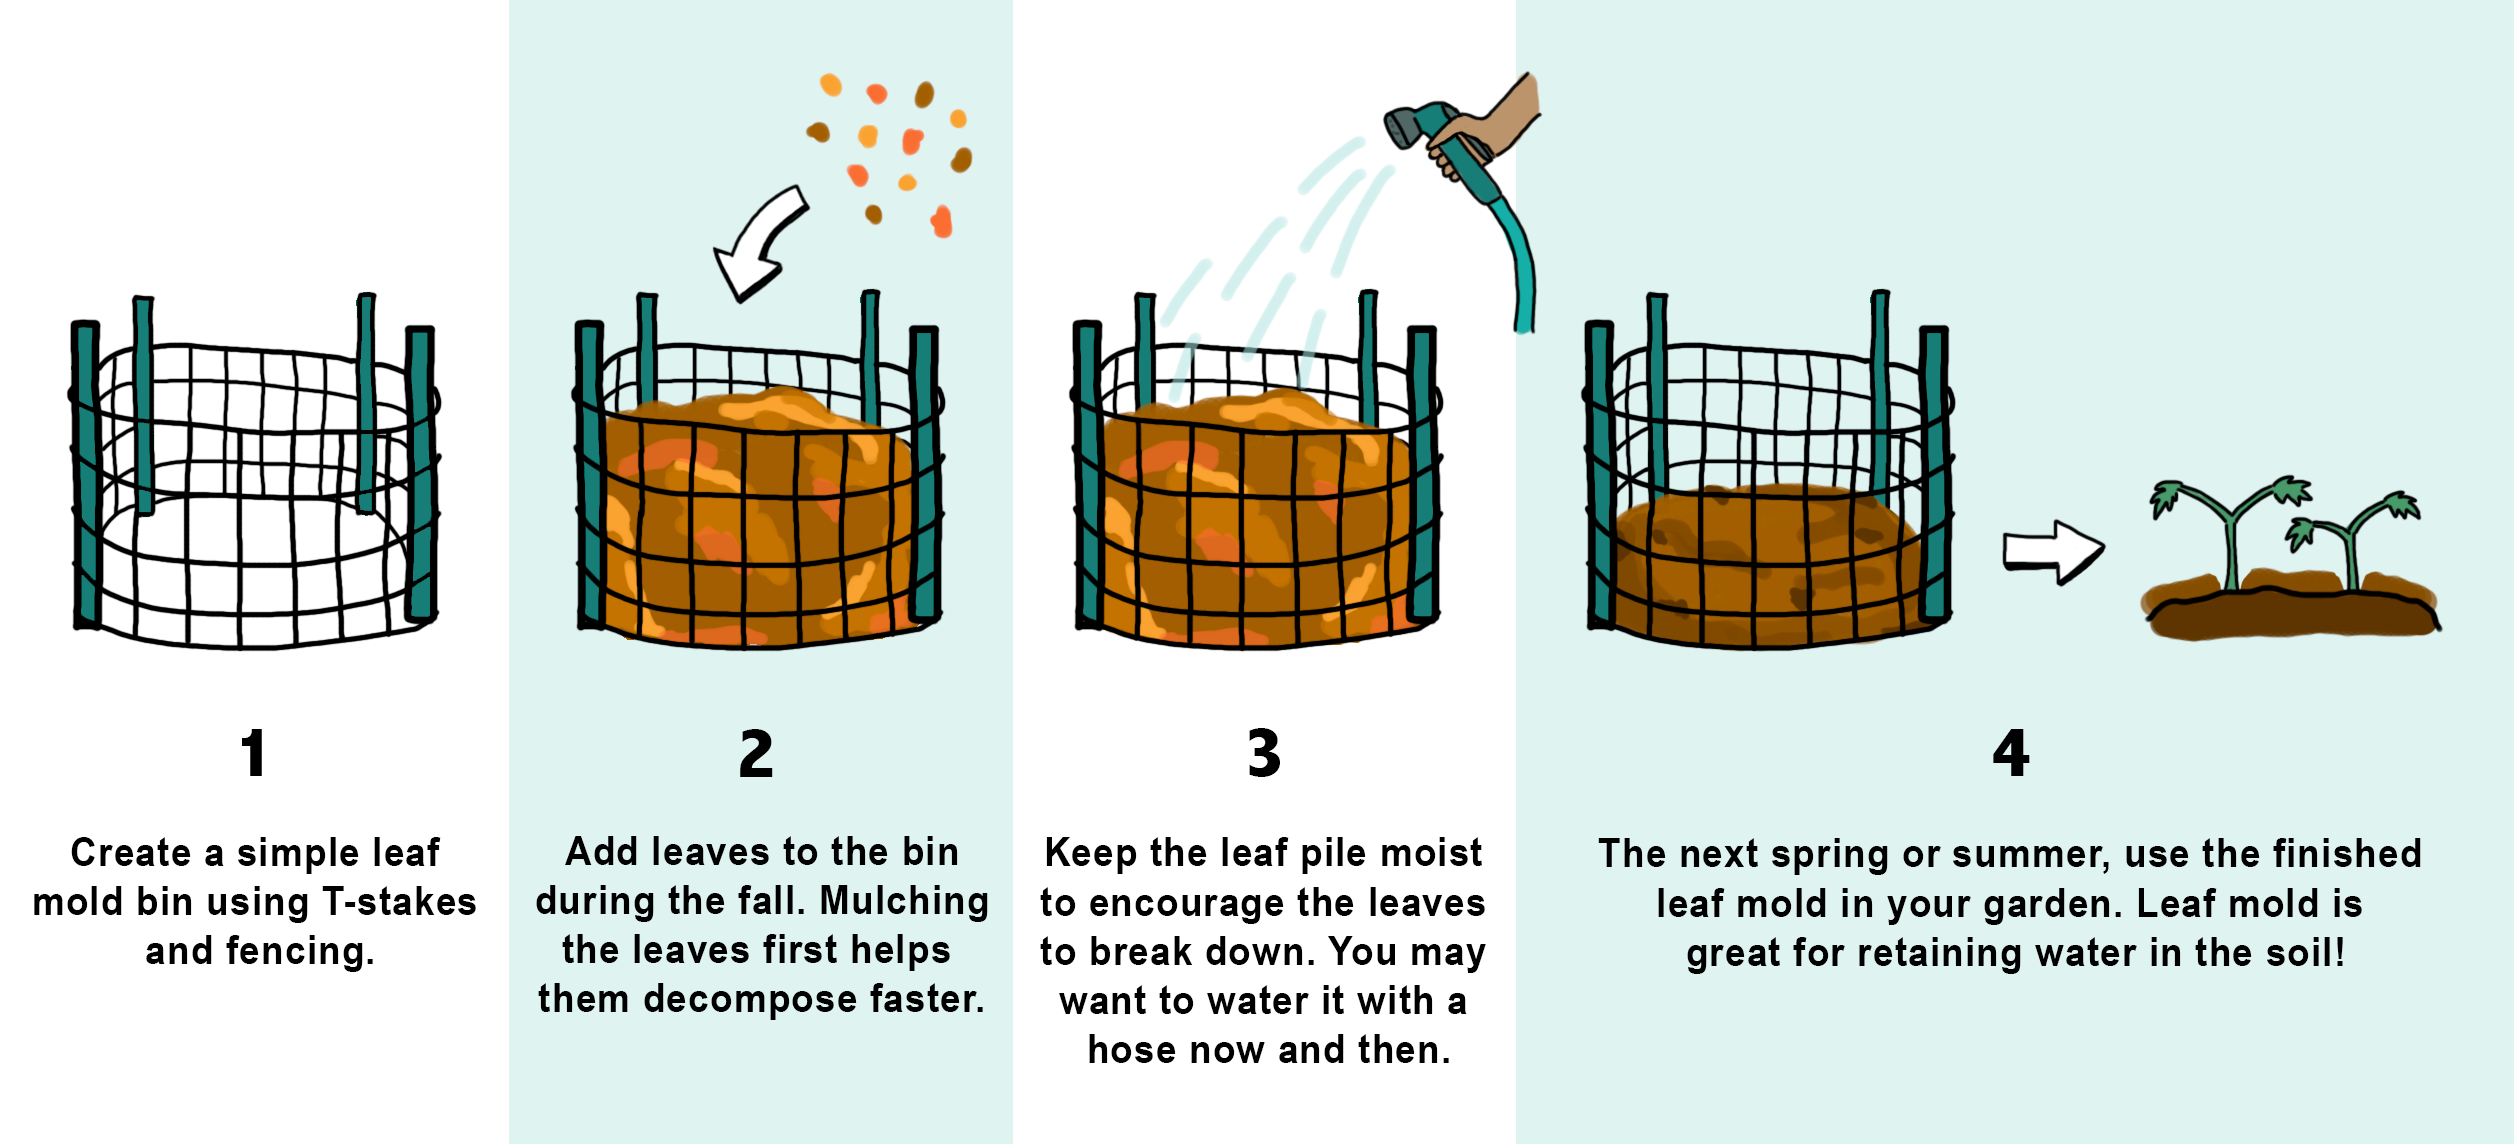 1
Create a simple leaf
mold bin using T-stakes
and fencing.
2
Add leaves to the bin
during the fall. Mulching
the leaves first helps
them decompose faster.
3
Keep the leaf pile moist
to encourage the leaves
to break down. You may
want to water it with a
hose now and then.
4
The next spring or summer, use the finished
leaf mold in your garden. Leaf mold is
great for retaining water in the soil!